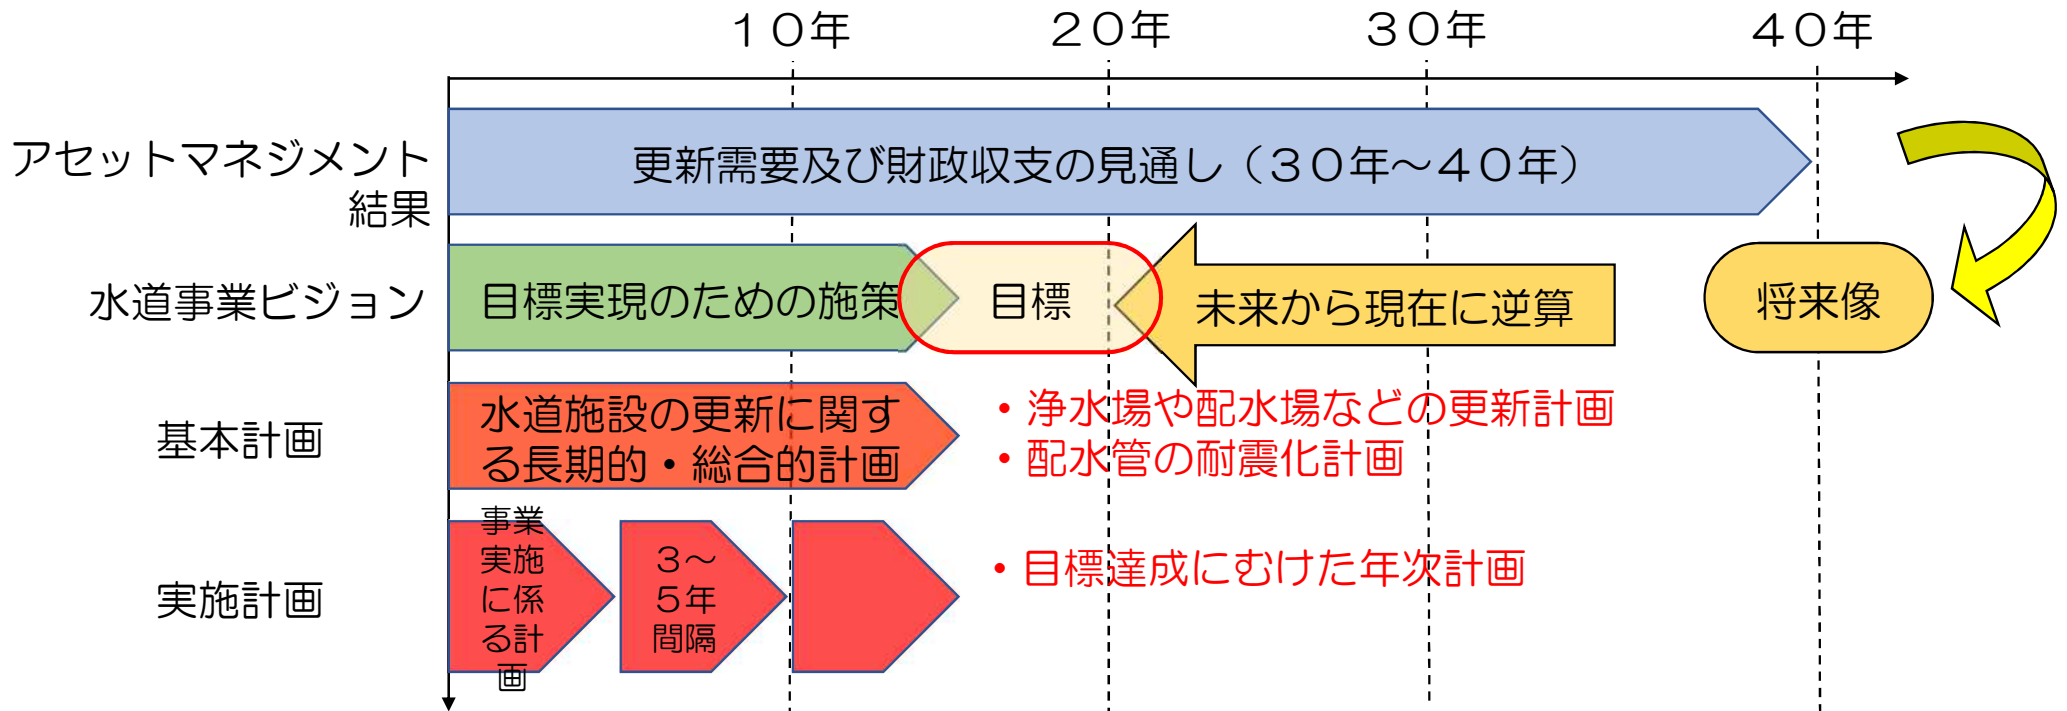 １０年
２０年
３０年
４０年
アセットマネジメント
結果
更新需要及び財政収支の見通し（３０年～４０年）
水道事業ビジョン
目標実現のための施策
目標
未来から現在に逆算
将来像
基本計画
水道施設の更新に関す
る長期的・総合的計画
・浄水場や配水場などの更新計画
・配水管の耐震化計画
実施計画
事業
実施
に係
る計
画
３～
５年
間隔
・目標達成にむけた年次計画